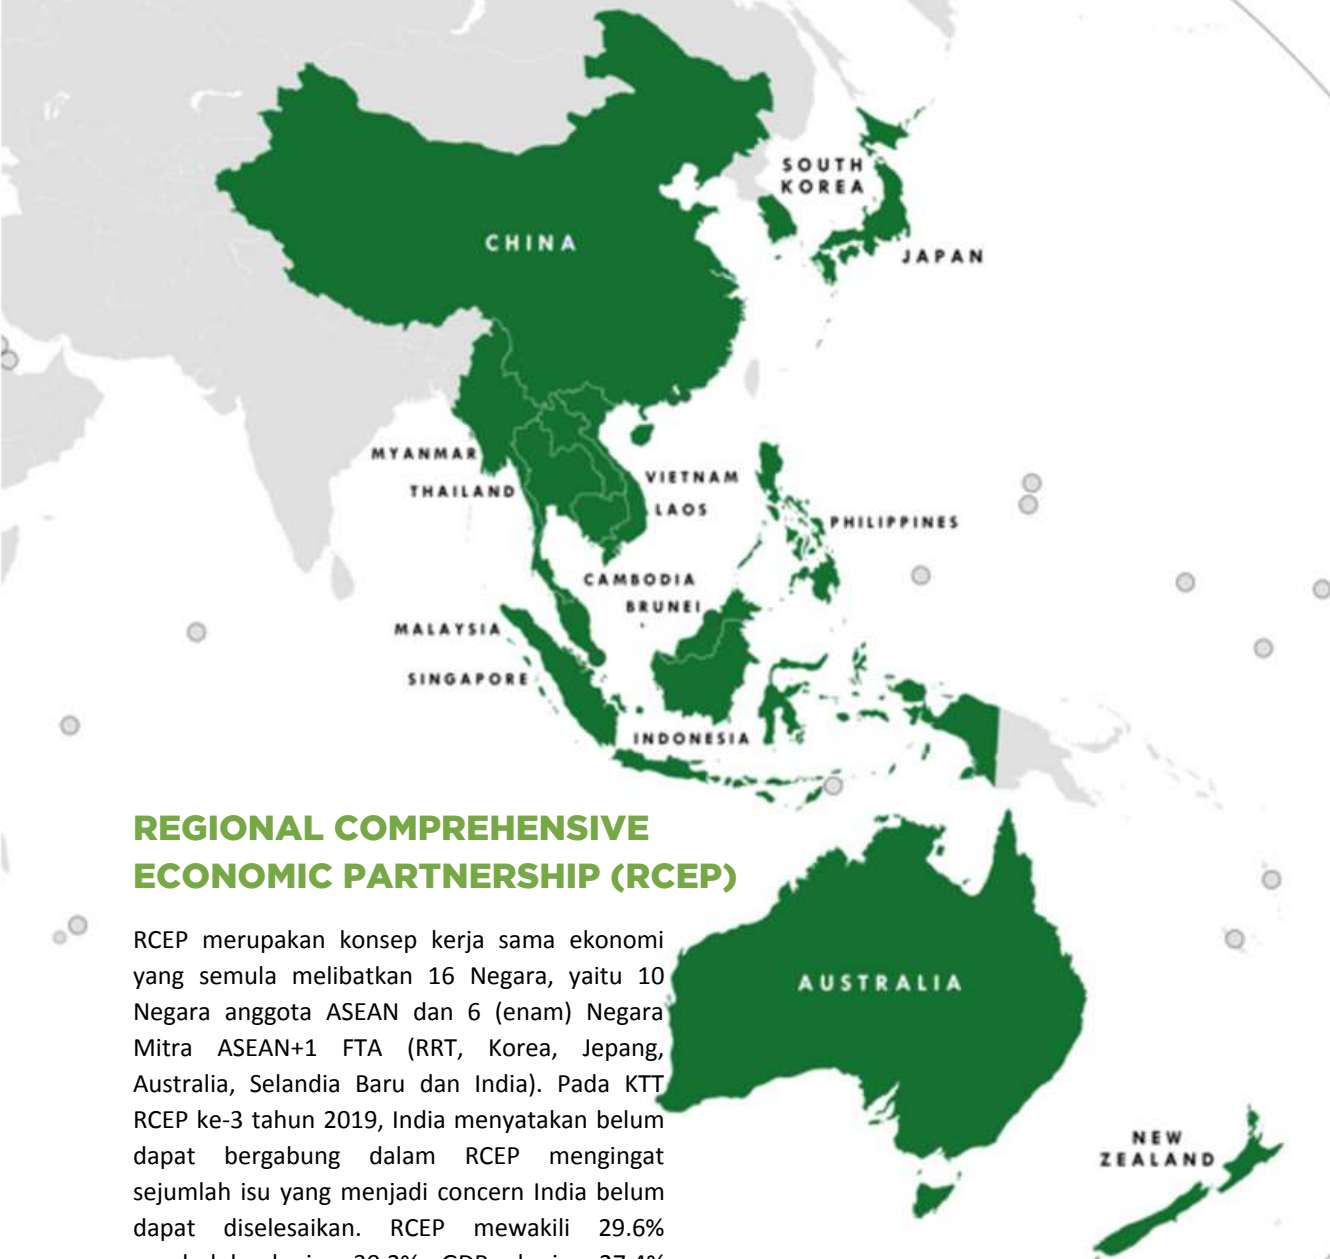 SOUTH
KOREA
CHINA
JAPAN
MYANMAR
VIETNAM
THAILAND
LAOS
PHILIPPINES
CAMBODIA
BRUNEI
MALAYSIA
SINGAPORE
INDONESIA
REGIONAL COMPREHENSIVE
ECONOMIC PARTNERSHIP (RCEP)
RCEP merupakan konsep kerja sama ekonomi
yang semula melibatkan 16 Negara, yaitu 10
Negara anggota ASEAN dan 6 (enam) Negara
Mitra ASEAN+1 FTA (RRT, Korea, Jepang,
Australia, Selandia Baru dan India). Pada KTT
RCEP ke-3 tahun 2019, India menyatakan belum
dapat bergabung dalam RCEP mengingat
sejumlah isu yang menjadi concern India belum
dapat diselesaikan. RCEP mewakili 29.6%
AUSTRALIA
NEW
ZEALAND